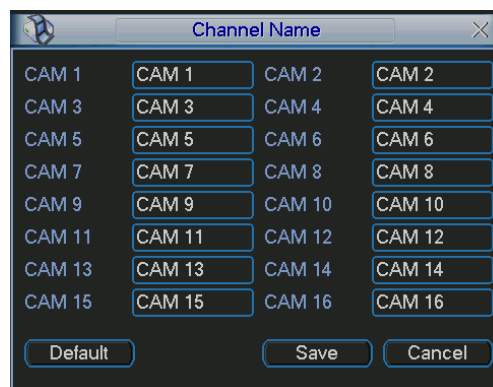 Channel Name
CAM 1 CAM 1 CAM 2 CAM 2
CAM 3 CAM 3 CAM 4 CAM 4
CAM 5 CAM 5 CAM 6 CAM 6
CAM 7 CAM 7 CAM 8 CAM 8
CAM 9 CAM 9 CAM 10 CAM 10
CAM 11 CAM 11 CAM 12 CAM 12
CAM 13 CAM 13 CAM 14 CAM 14
CAM 15 CAM 15 CAM 16 CAM 16
Default Save Cancel